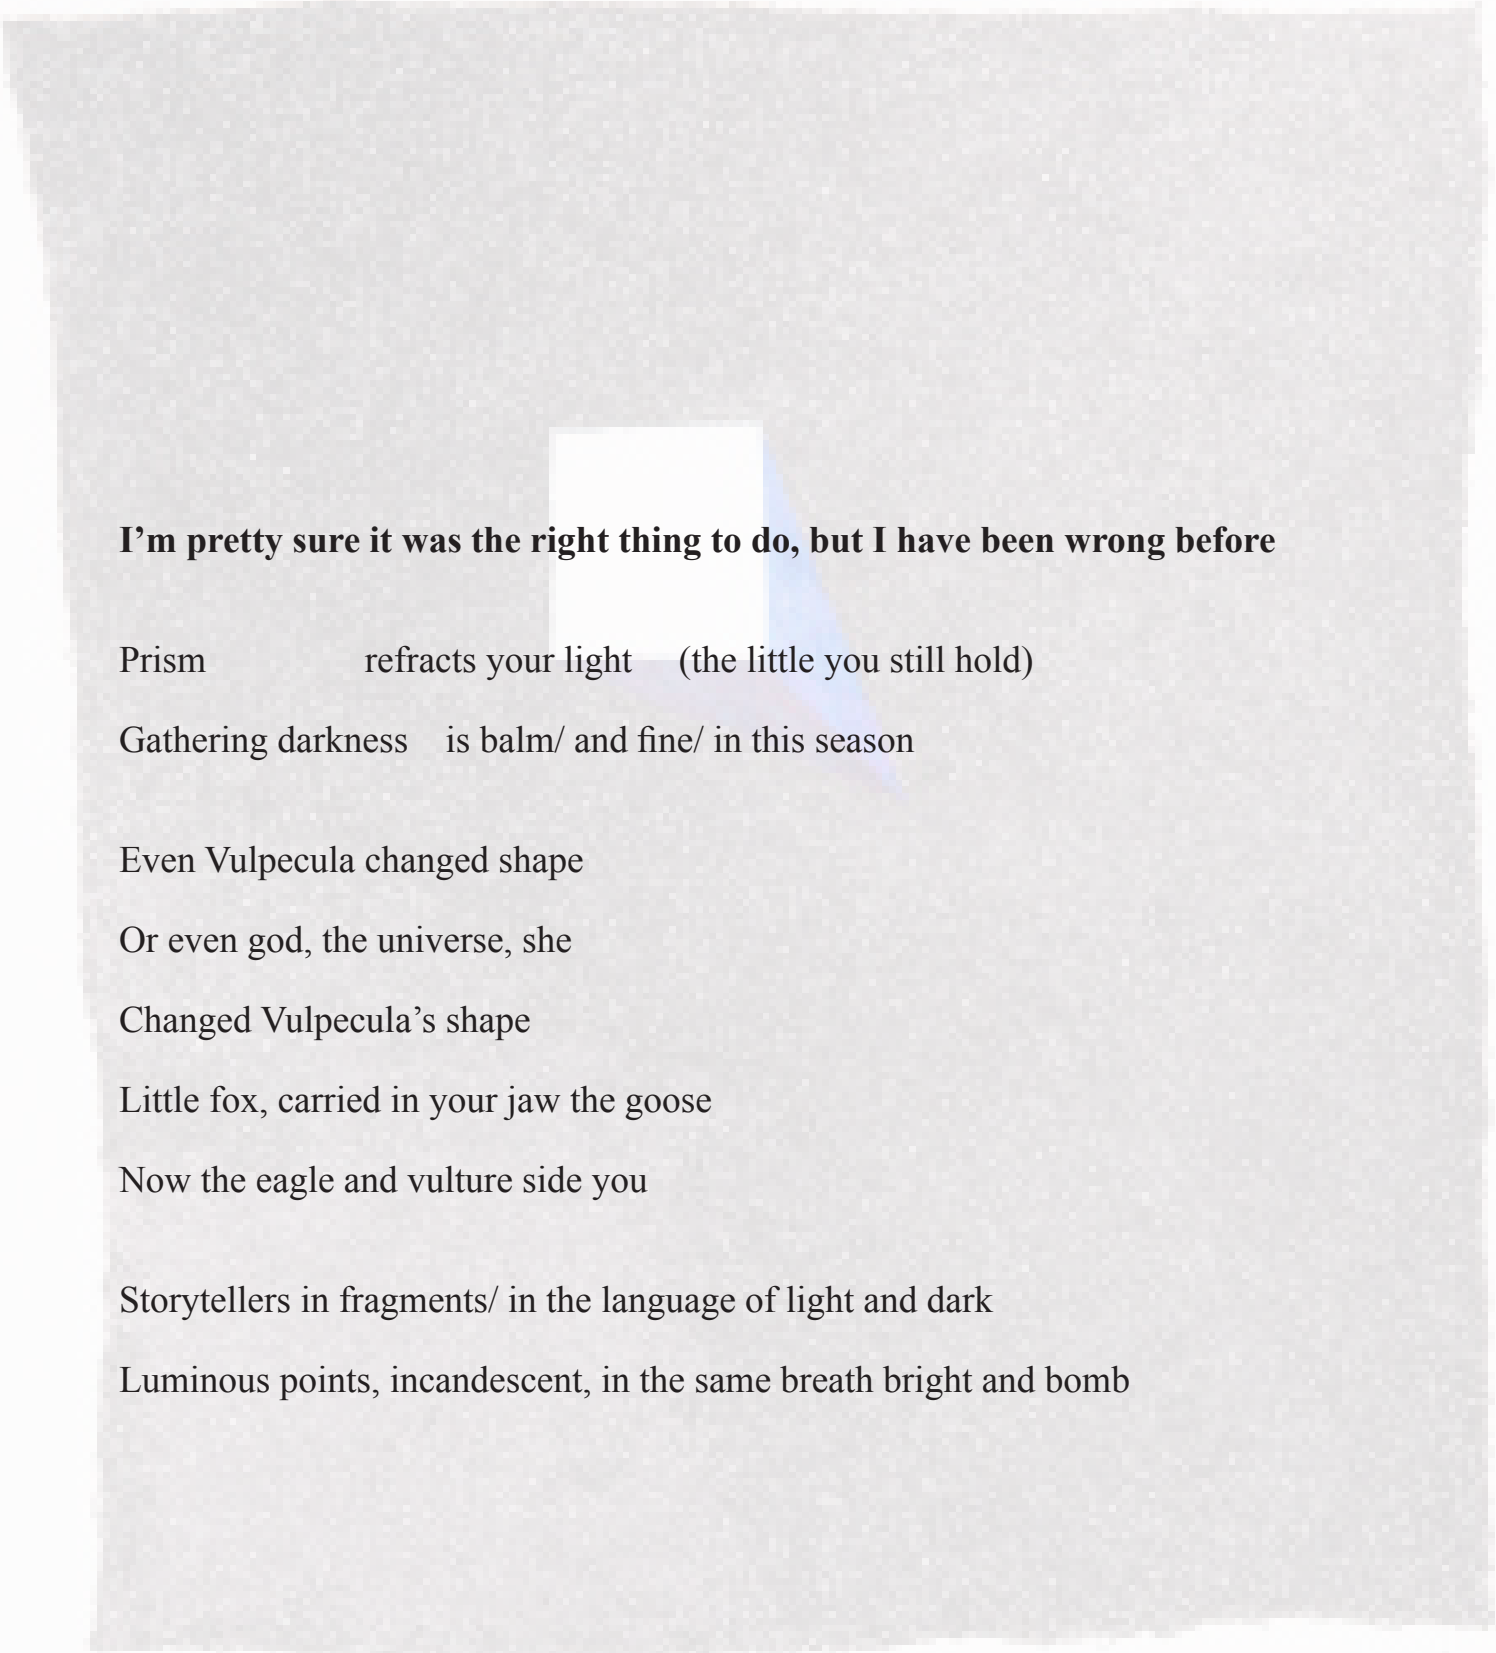 I’m pretty sure it was the right thing to do, but I have been wrong before
Prism refracts your light (the little you still hold)
Gathering darkness is balm/ and fine/ in this season
Even Vulpecula changed shape
Or even god, the universe, she
Changed Vulpecula’s shape
Little fox, carried in your jaw the goose
Now the eagle and vulture side you
Storytellers in fragments/ in the language of light and dark
Luminous points, incandescent, in the same breath bright and bomb